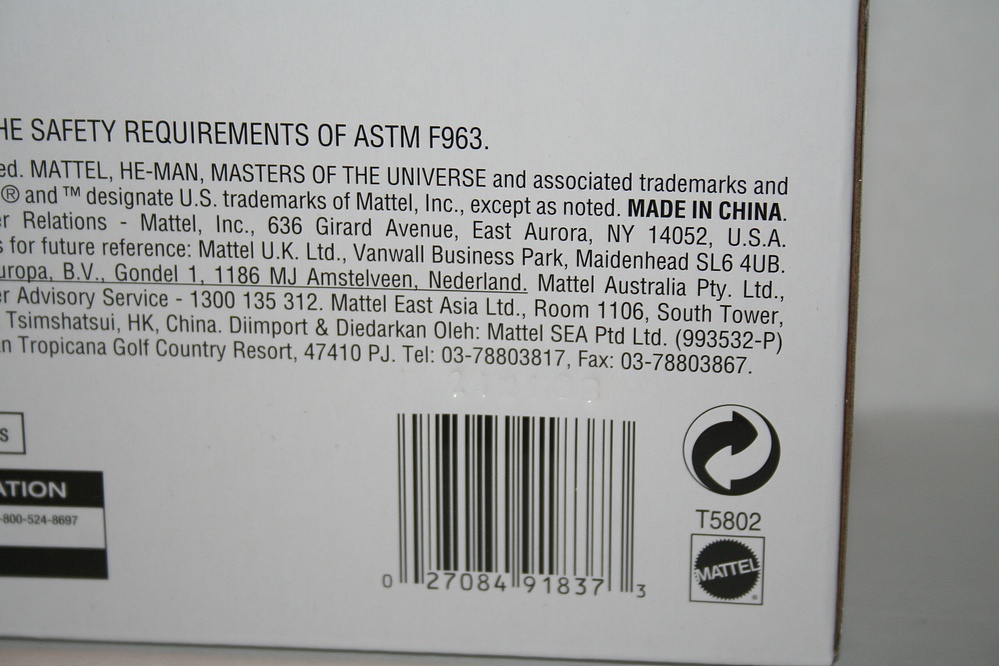 HE SAFETY REQUIREMENTS OF ASTM F963.
ed. MATTEL, HE-MAN, MASTERS OF THE UNIVERSE and associated trademarks and
® and ™ designate U.S. trademarks of Mattel, Inc., except as noted. MADE IN CHINA.
er Relations - Mattel, Inc., 636 Girard Avenue, East Aurora, NY 14052, U.S.A.
s for future reference: Mattel U.K. Ltd., Vanwall Business Park, Maidenhead SL6 4UB.
uropa, B.V., Gondel 1, 1186 MJ Amstelveen, Nederland. Mattel Australia Pty. Ltd.,
er Advisory Service - 1300 135 312. Mattel East Asia Ltd., Room 1106, South Tower,
Tsimshatsui, HK, China. Diimport & Diedarkan Oleh: Mattel SEA Ptd Ltd. (993532-P)
an Tropicana Golf Country Resort, 47410 PJ. Tel: 03-78803817, Fax: 03-78803867.
S
ATION
-800-524-8697
0 27084 91837 3
T5802
MATTEL
®